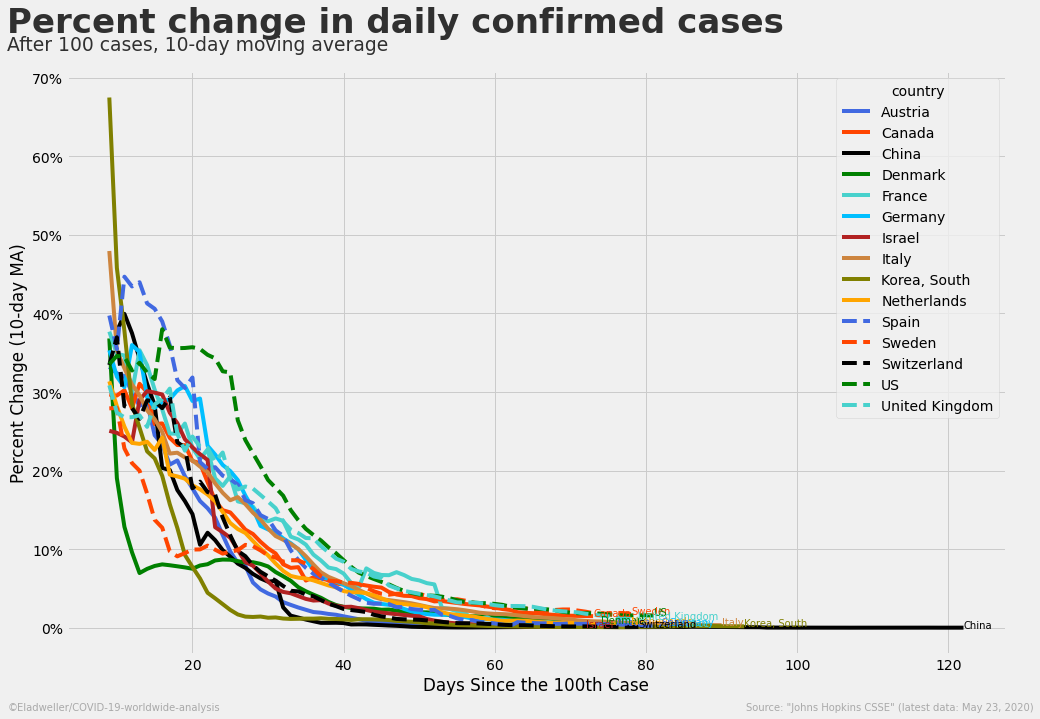 Percent change in daily confirmed cases
After 100 cases, 10-day moving average
70%
60%
50%
40%
30%
20%
10%
0%
Percent Change (10-day MA)
country
Austria
Canada
China
Denmark
France
Germany
Israel
Italy
Korea, South
Netherlands
Spain
Sweden
Switzerland
US
United Kingdom
Canada
Sweden
US
Kingdom
Denmark
Switzerland
Italy
Korea, South
China
20
40
60
80
100
120
Days Since the 100th Case
©Eladweller/COVID-19-worldwide-analysis
Source: "Johns Hopkins CSSE" (latest data: May 23, 2020)